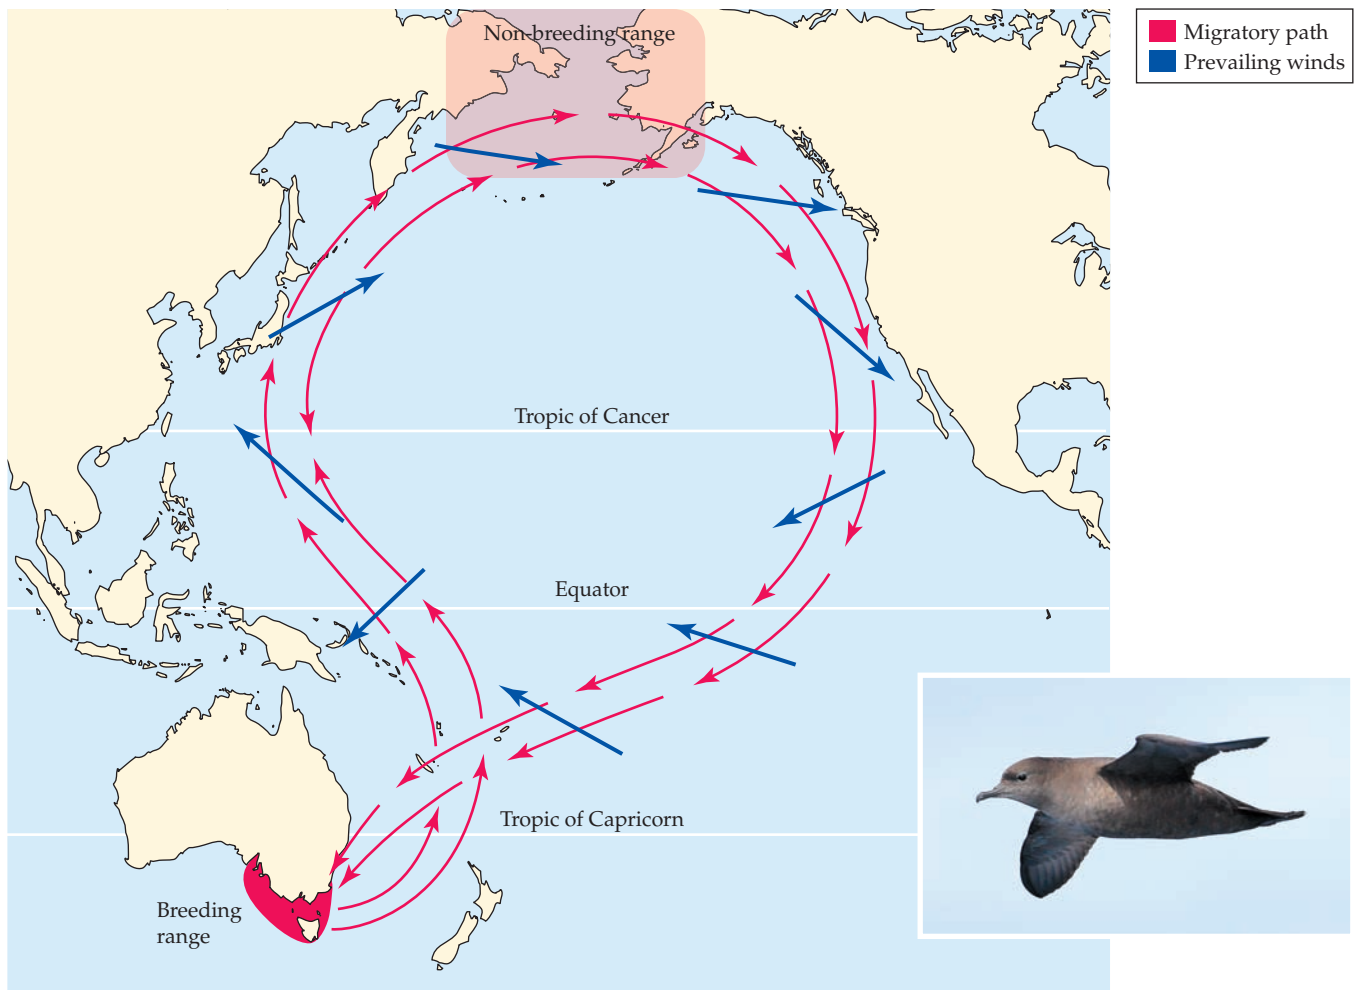 Non-breeding range
Migratory path
Prevailing winds
Tropic of Cancer
Equator
Tropic of Capricorn
Breeding
range